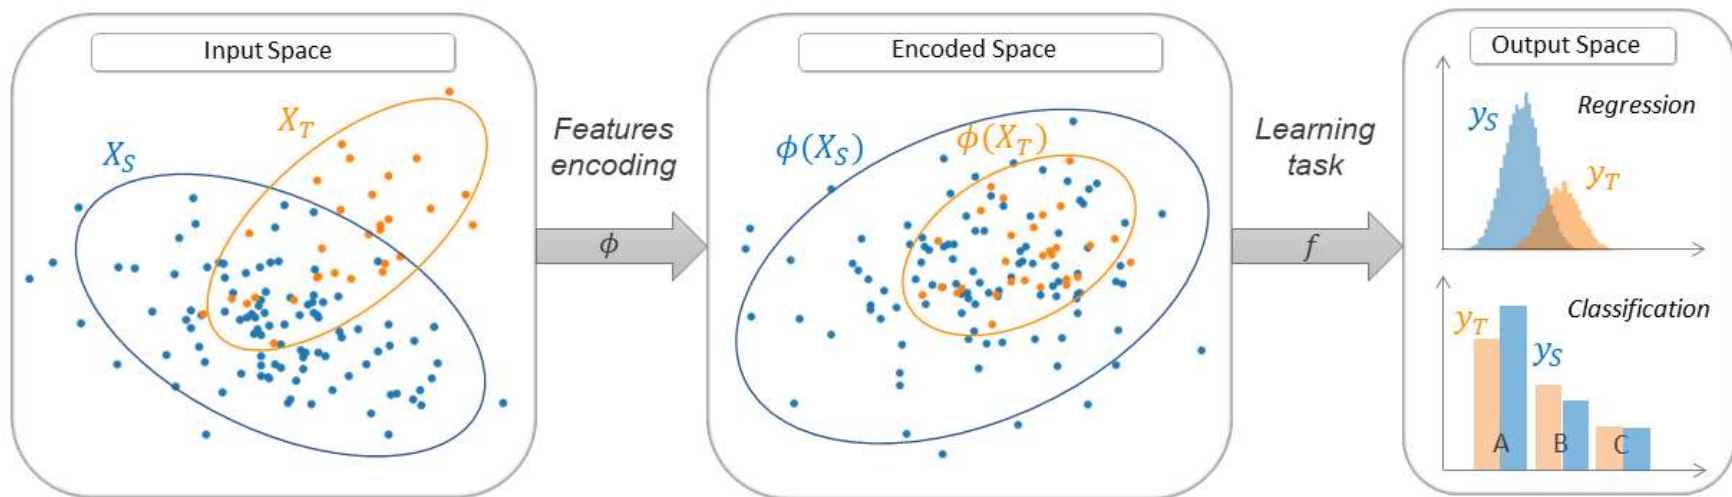 Input Space
X_T
X_S
Features
encoding
ϕ
Encoded Space
ϕ(X_S)
ϕ(X_T)
Learning
task
f
Output Space
Regression
y_S
y_T
Classification
y_T
y_S
A B C